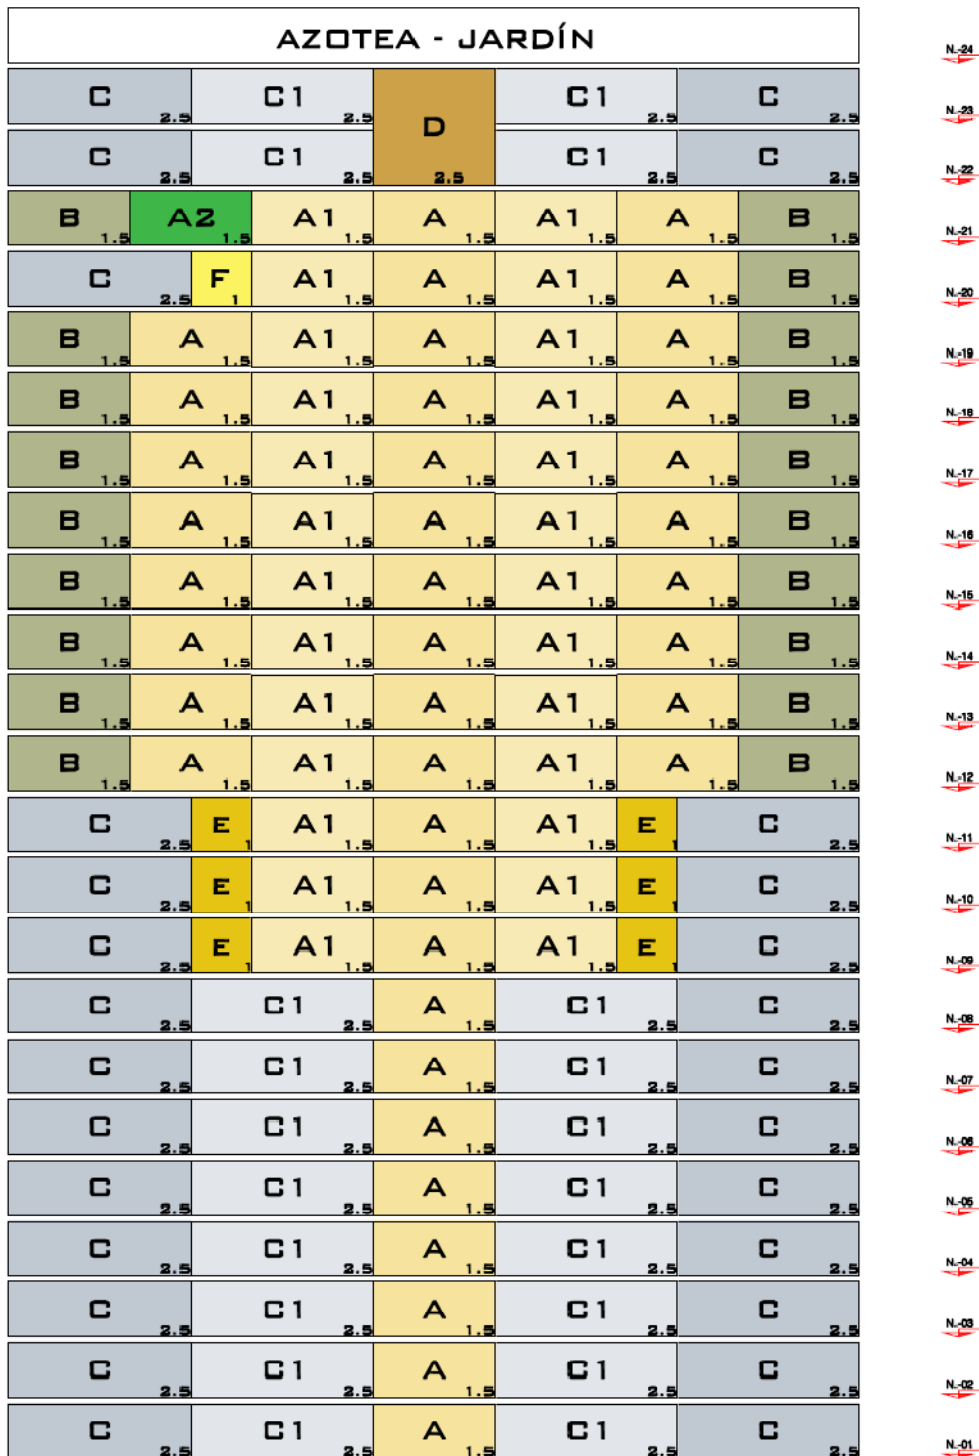 AZOTEA - JARDÍN N.-24
C 2.5 C1 2.5 D 2.5 C1 2.5 C 2.5 N.-23
C 2.5 C1 2.5 C1 2.5 C 2.5 N.-22
B 1.5 A2 1.5 A1 1.5 A 1.5 A1 1.5 A 1.5 B 1.5 N.-21
C 2.5 F 1 A1 1.5 A 1.5 A1 1.5 A 1.5 B 1.5 N.-20
B 1.5 A 1.5 A1 1.5 A 1.5 A1 1.5 A 1.5 B 1.5 N.-19
B 1.5 A 1.5 A1 1.5 A 1.5 A1 1.5 A 1.5 B 1.5 N.-18
B 1.5 A 1.5 A1 1.5 A 1.5 A1 1.5 A 1.5 B 1.5 N.-17
B 1.5 A 1.5 A1 1.5 A 1.5 A1 1.5 A 1.5 B 1.5 N.-16
B 1.5 A 1.5 A1 1.5 A 1.5 A1 1.5 A 1.5 B 1.5 N.-15
B 1.5 A 1.5 A1 1.5 A 1.5 A1 1.5 A 1.5 B 1.5 N.-14
B 1.5 A 1.5 A1 1.5 A 1.5 A1 1.5 A 1.5 B 1.5 N.-13
B 1.5 A 1.5 A1 1.5 A 1.5 A1 1.5 A 1.5 B 1.5 N.-12
C 2.5 E 1 A1 1.5 A 1.5 A1 1.5 E 1 C 2.5 N.-11
C 2.5 E 1 A1 1.5 A 1.5 A1 1.5 E 1 C 2.5 N.-10
C 2.5 E 1 A1 1.5 A 1.5 A1 1.5 E 1 C 2.5 N.-09
C 2.5 C1 2.5 A 1.5 C1 2.5 C 2.5 N.-08
C 2.5 C1 2.5 A 1.5 C1 2.5 C 2.5 N.-07
C 2.5 C1 2.5 A 1.5 C1 2.5 C 2.5 N.-06
C 2.5 C1 2.5 A 1.5 C1 2.5 C 2.5 N.-05
C 2.5 C1 2.5 A 1.5 C1 2.5 C 2.5 N.-04
C 2.5 C1 2.5 A 1.5 C1 2.5 C 2.5 N.-03
C 2.5 C1 2.5 A 1.5 C1 2.5 C 2.5 N.-02
C 2.5 C1 2.5 A 1.5 C1 2.5 C 2.5 N.-01